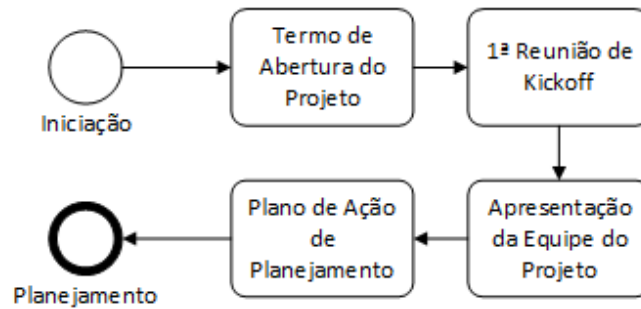 Iniciação
Termo de
Abertura do
Projeto
1ª Reunião de
Kickoff
Apresentação
da Equipe do
Projeto
Plano de Ação
de
Planejamento
Planejamento